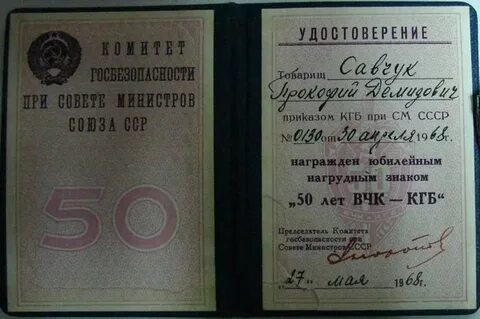 КОМИТЕТ
ГОСБЕЗОПАСНОСТИ
ПРИ СОВЕТЕ МИНИСТРОВ
СОЮЗА ССР
50
УДОСТОВЕРЕНИЕ
Товарищ Савчук
Прокофий Демидович
приказом КГБ при СМ СССР
№ 0130 от 30 апреля 1968г.
награжден юбилейным
нагрудным знаком
„50 лет ВЧК — КГБ“
Председатель Комитета
госбезопасности при
Совете Министров СССР
„27„ мая 1968г.